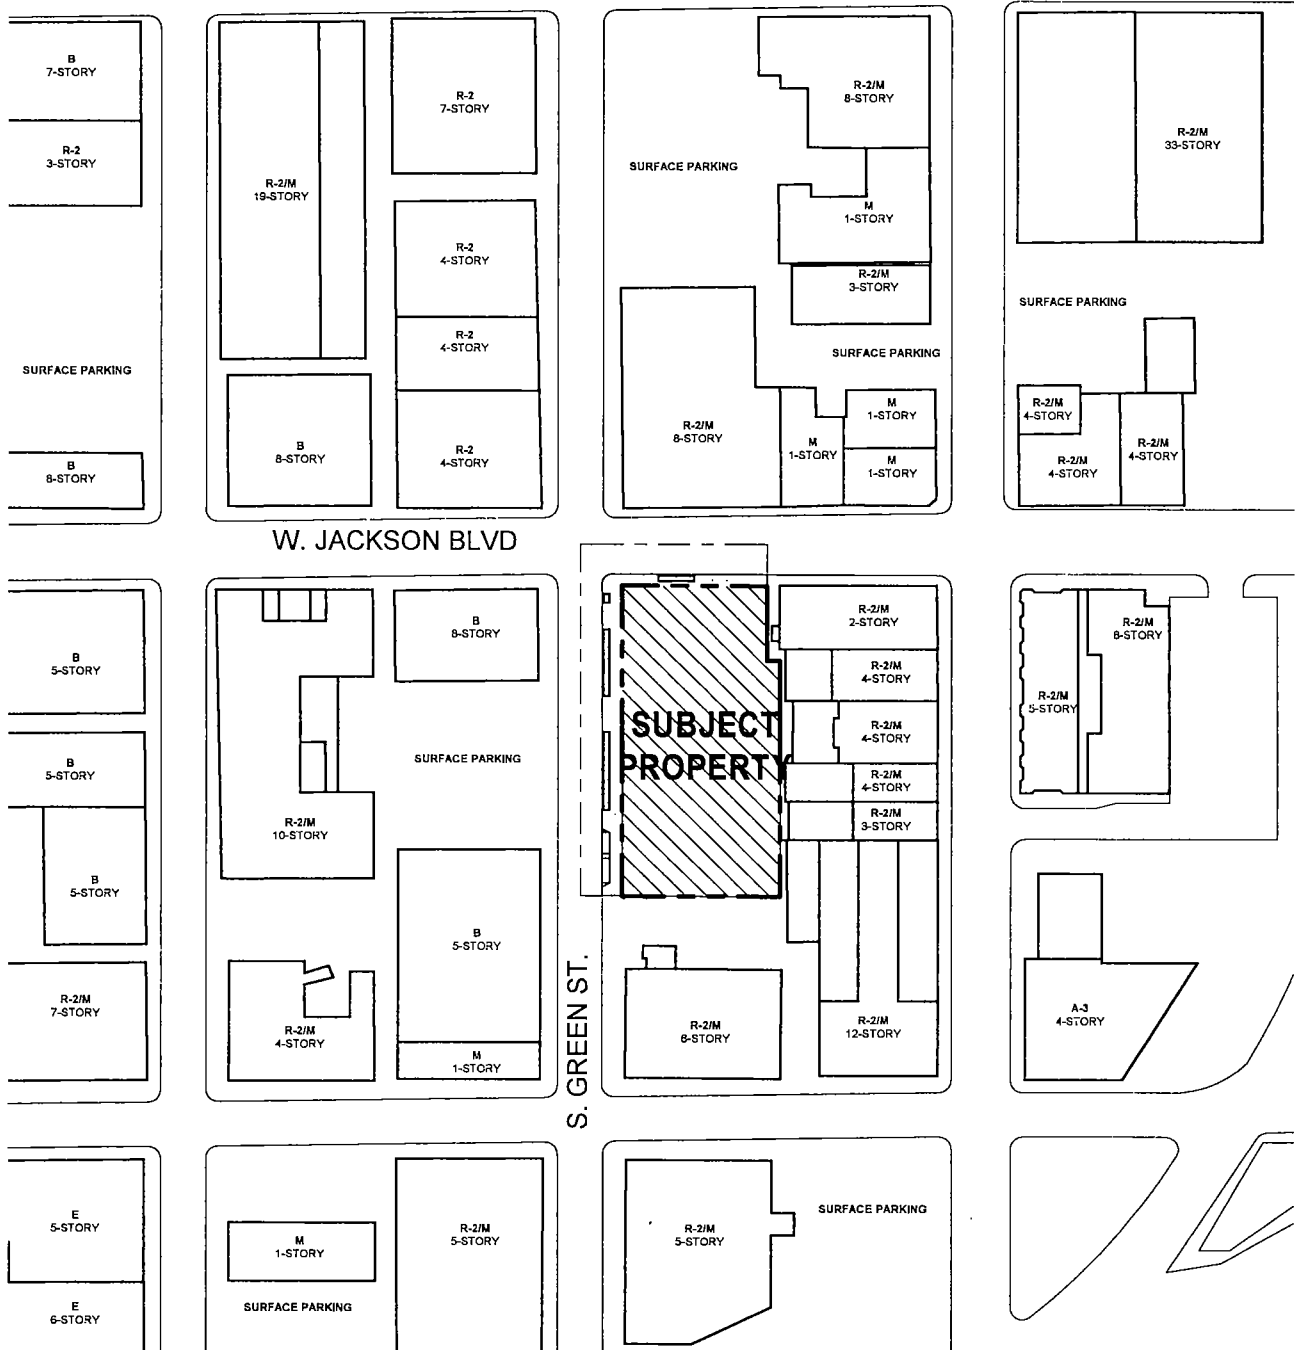 B
7-STORY
R-2
3-STORY
SURFACE PARKING
B
8-STORY
R-2/M
19-STORY
R-2
7-STORY
R-2
4-STORY
R-2
4-STORY
B
8-STORY
R-2
4-STORY
SURFACE PARKING
R-2/M
8-STORY
M
1-STORY
R-2/M
3-STORY
SURFACE PARKING
R-2/M
8-STORY
M
1-STORY
M
1-STORY
M
1-STORY
R-2/M
33-STORY
SURFACE PARKING
R-2/M
4-STORY
R-2/M
4-STORY
R-2/M
4-STORY
W. JACKSON BLVD
B
5-STORY
B
5-STORY
B
5-STORY
R-2/M
7-STORY
B
8-STORY
SURFACE PARKING
R-2/M
10-STORY
B
5-STORY
R-2/M
4-STORY
M
1-STORY
S. GREEN ST.
SUBJECT
PROPERTY
R-2/M
2-STORY
R-2/M
4-STORY
R-2/M
4-STORY
R-2/M
4-STORY
R-2/M
3-STORY
R-2/M
6-STORY
R-2/M
12-STORY
R-2/M
8-STORY
R-2/M
5-STORY
A-3
4-STORY
E
5-STORY
E
6-STORY
M
1-STORY
SURFACE PARKING
R-2/M
5-STORY
R-2/M
5-STORY
SURFACE PARKING